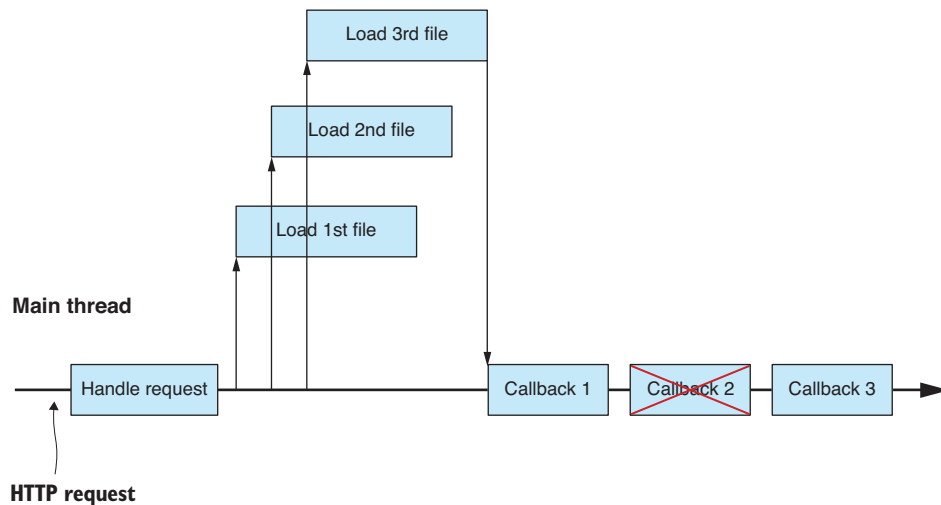 Load 3rd file
Load 2nd file
Load 1st file
Main thread
Handle request
Callback 1
Callback 2
Callback 3
HTTP request